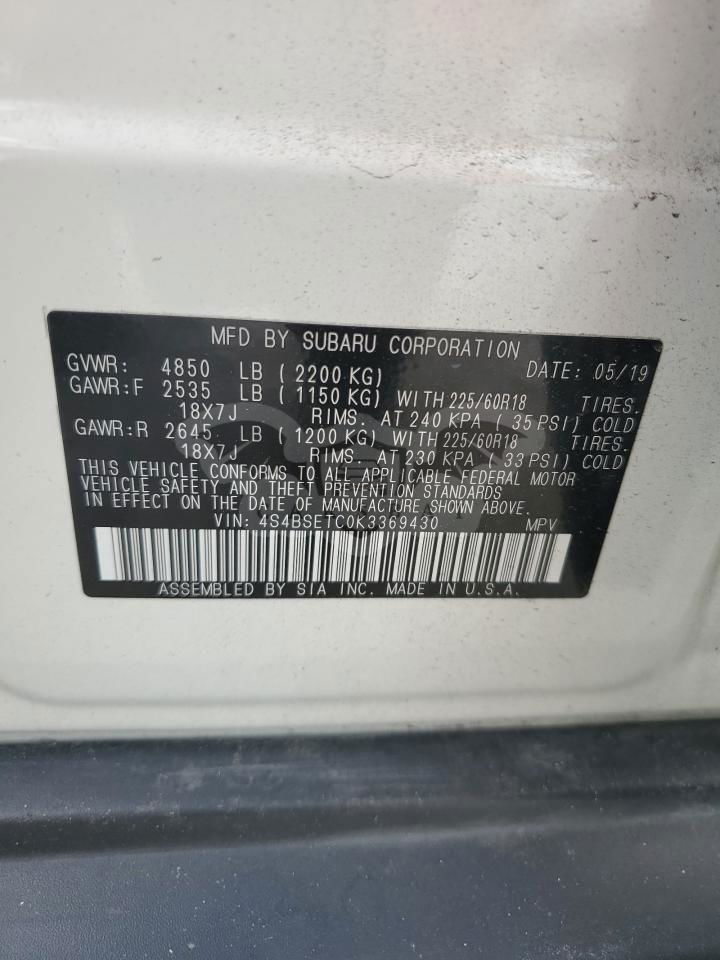 MFD BY SUBARU CORPORATION
GVWR: 4850 LB ( 2200 KG) DATE: 05/19
GAWR:F 2535 LB ( 1150 KG) WITH 225/60R18 TIRES.
18X7J RIMS. AT 240 KPA ( 35 PSI) COLD
GAWR:R 2645 LB ( 1200 KG) WITH 225/60R18 TIRES.
18X7J RIMS. AT 230 KPA ( 33 PSI) COLD
THIS VEHICLE CONFORMS TO ALL APPLICABLE FEDERAL MOTOR
VEHICLE SAFETY AND THEFT PREVENTION STANDARDS
IN EFFECT ON THE DATE OF MANUFACTURE SHOWN ABOVE.
VIN: 4S4BSETC0K3369430 MPV
ASSEMBLED BY SIA INC. MADE IN U.S.A.